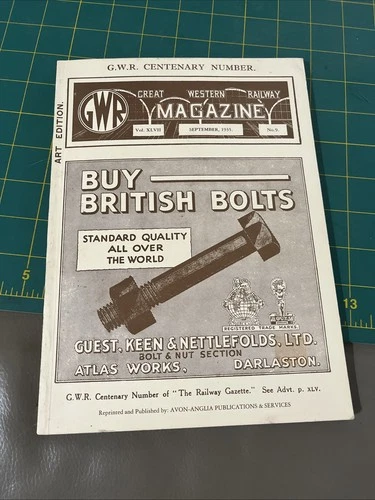 G.W.R. CENTENARY NUMBER.
ART EDITION.
GWR
GREAT WESTERN RAILWAY
MAGAZINE
Vol. XLVII SEPTEMBER, 1935. No. 9.
BUY
BRITISH BOLTS
STANDARD QUALITY
ALL OVER
THE WORLD
REGISTERED TRADE MARKS
GUEST, KEEN & NETTLEFOLDS, LTD.
BOLT & NUT SECTION
ATLAS WORKS, DARLASTON.
G.W.R. Centenary Number of "The Railway Gazette." See Advt. p. XLV.
Reprinted and Published by: AVON-ANGLIA PUBLICATIONS & SERVICES
5
13